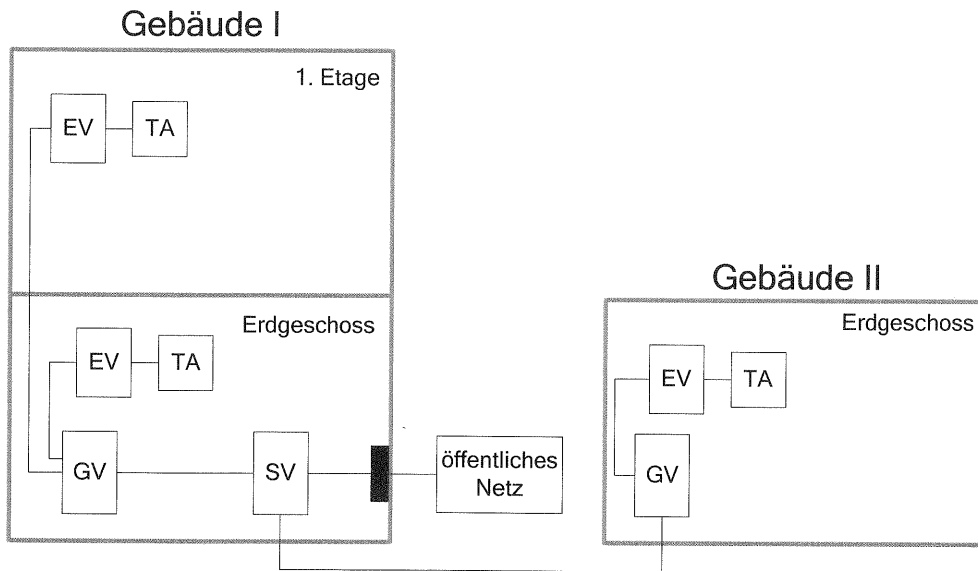 Gebäude I
1. Etage
EV
TA
Erdgeschoss
EV
TA
GV
SV
öffentliches
Netz
Gebäude II
Erdgeschoss
EV
TA
GV